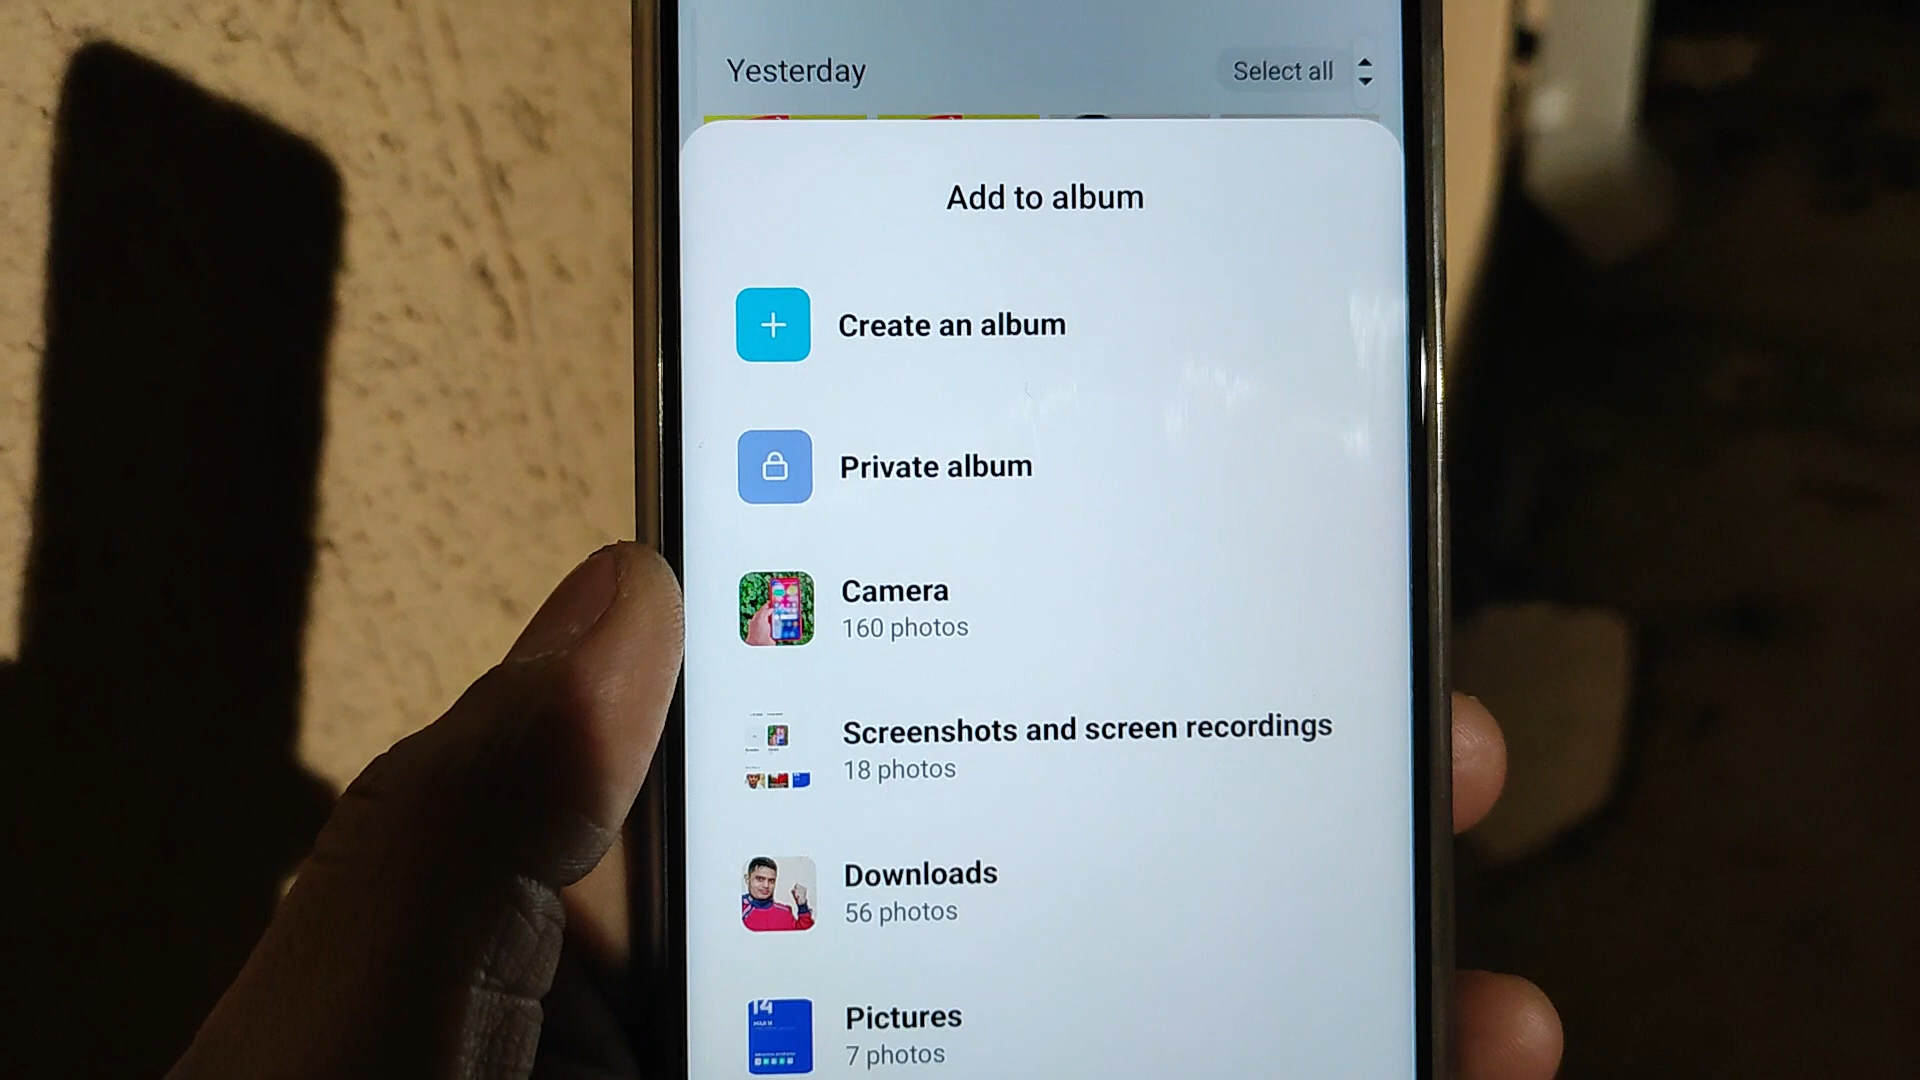 Yesterday
Select all
Add to album
Create an album
Private album
Camera
160 photos
Screenshots and screen recordings
18 photos
Downloads
56 photos
14
Pictures
7 photos